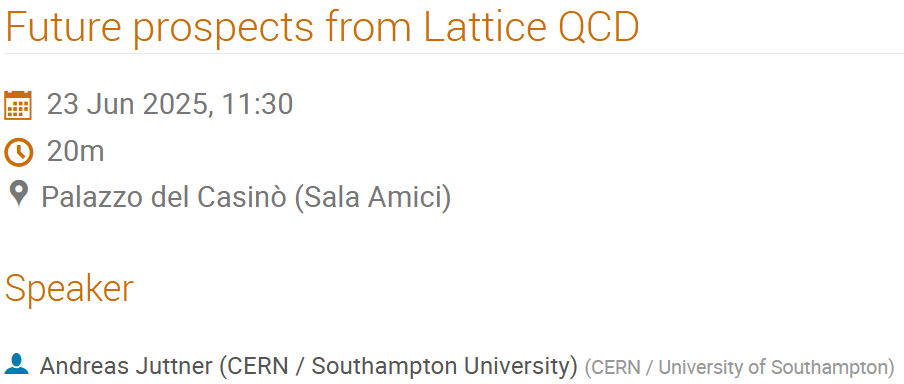 Future prospects from Lattice QCD
23 Jun 2025, 11:30
20m
Palazzo del Casinò (Sala Amici)
Speaker
Andreas Juttner (CERN / Southampton University) (CERN / University of Southampton)